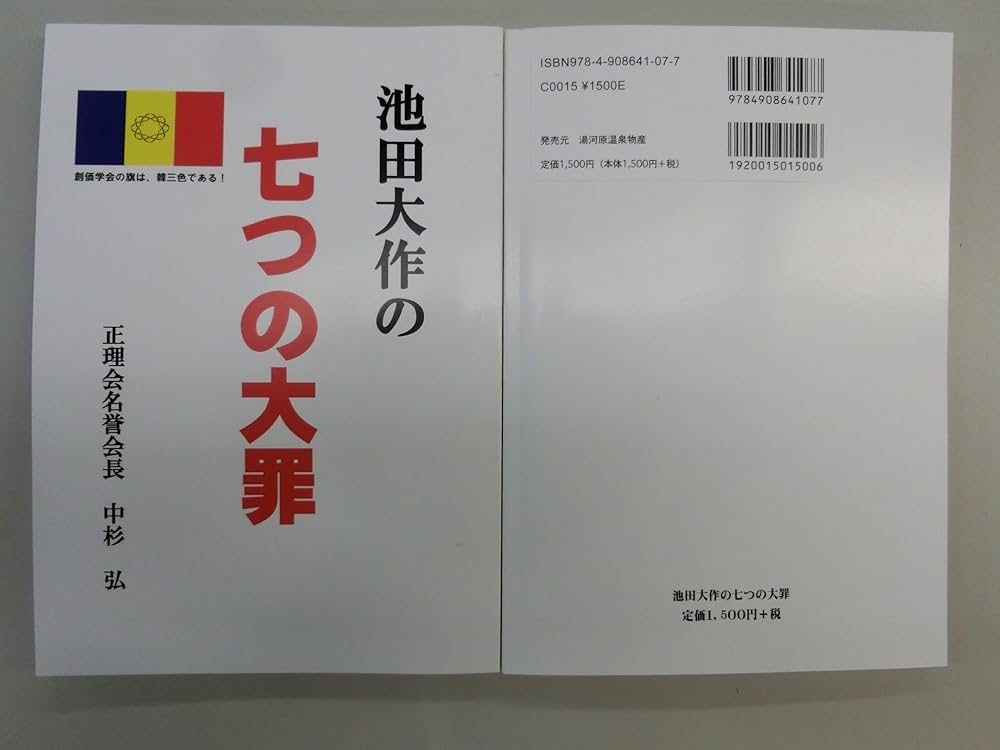 池田大作の
七つの大罪
創価学会の旗は、韓三色である！
正理会名誉会長　中杉　弘
ISBN978-4-908641-07-7
C0015 ¥1500E
9784908641077
発売元　湯河原温泉物産
定価1,500円（本体1,500円＋税）
1920015015006
池田大作の七つの大罪
定価1,500円＋税